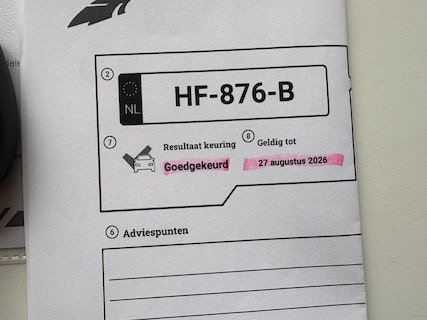 2
NL
HF-876-B
7
Resultaat keuring
Goedgekeurd
8
Geldig tot
27 augustus 2026
6 Adviespunten